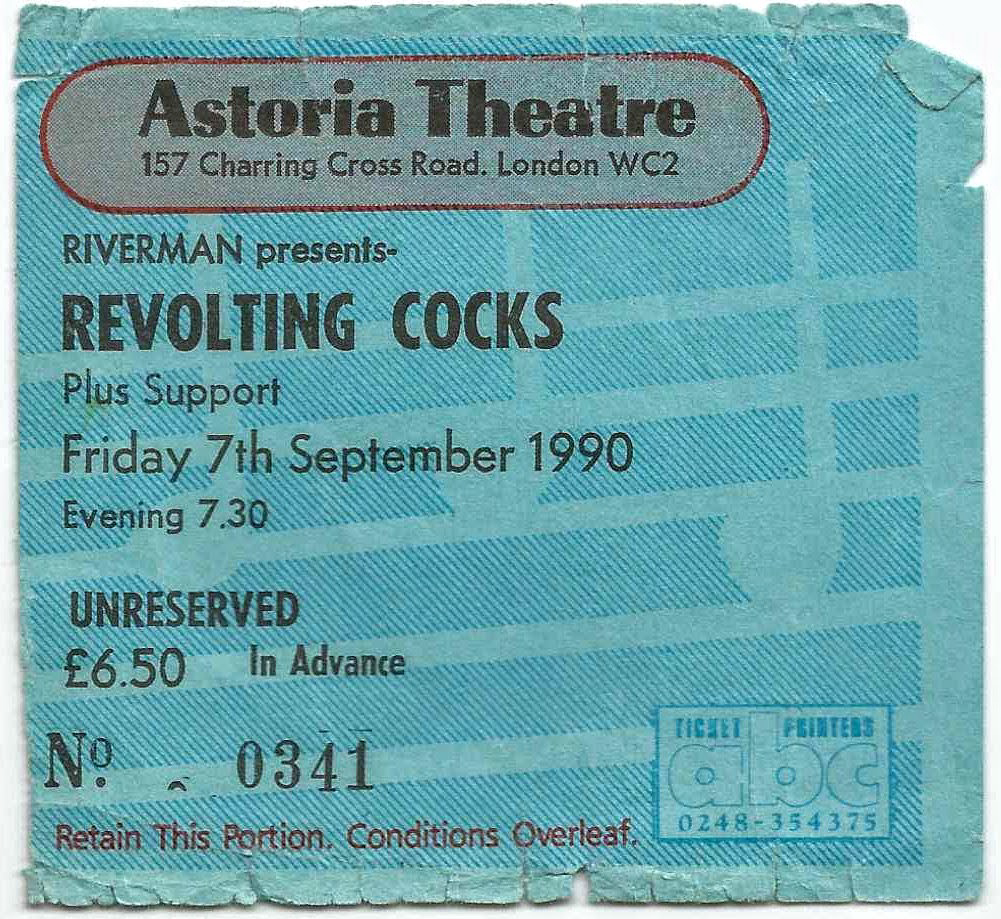 Astoria Theatre
157 Charring Cross Road. London WC2
RIVERMAN presents-
REVOLTING COCKS
Plus Support
Friday 7th September 1990
Evening 7.30
UNRESERVED
£6.50 In Advance
Nº 0341
TICKET PRINTERS
abc
0248-354375
Retain This Portion. Conditions Overleaf.